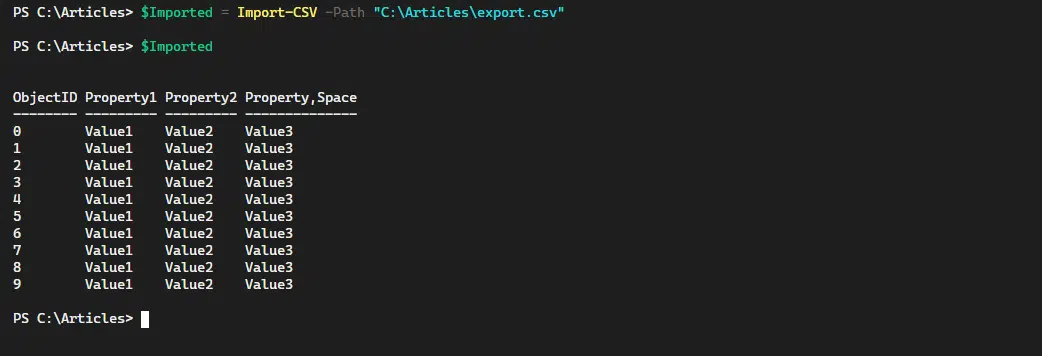 PS C:\Articles> $Imported = Import-CSV -Path "C:\Articles\export.csv"
PS C:\Articles> $Imported
ObjectID Property1 Property2 Property,Space
-------- --------- --------- --------------
0        Value1    Value2    Value3
1        Value1    Value2    Value3
2        Value1    Value2    Value3
3        Value1    Value2    Value3
4        Value1    Value2    Value3
5        Value1    Value2    Value3
6        Value1    Value2    Value3
7        Value1    Value2    Value3
8        Value1    Value2    Value3
9        Value1    Value2    Value3
PS C:\Articles>